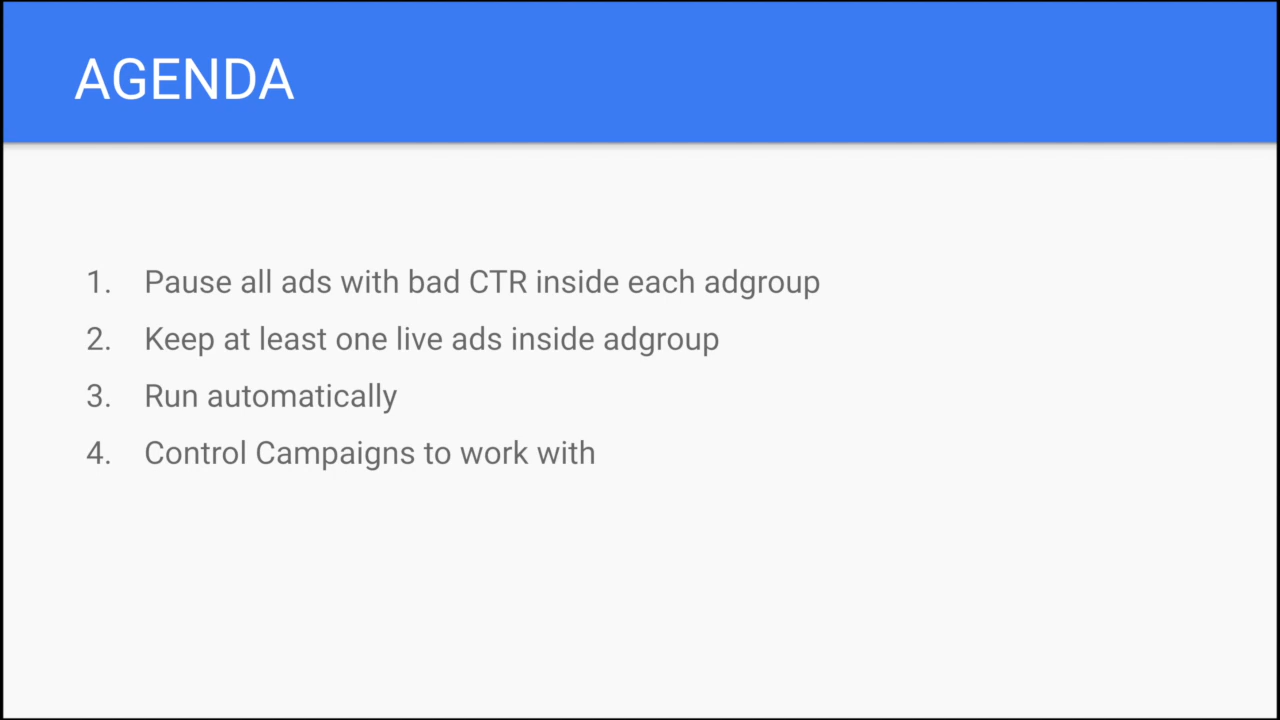 AGENDA
1. Pause all ads with bad CTR inside each adgroup
2. Keep at least one live ads inside adgroup
3. Run automatically
4. Control Campaigns to work with